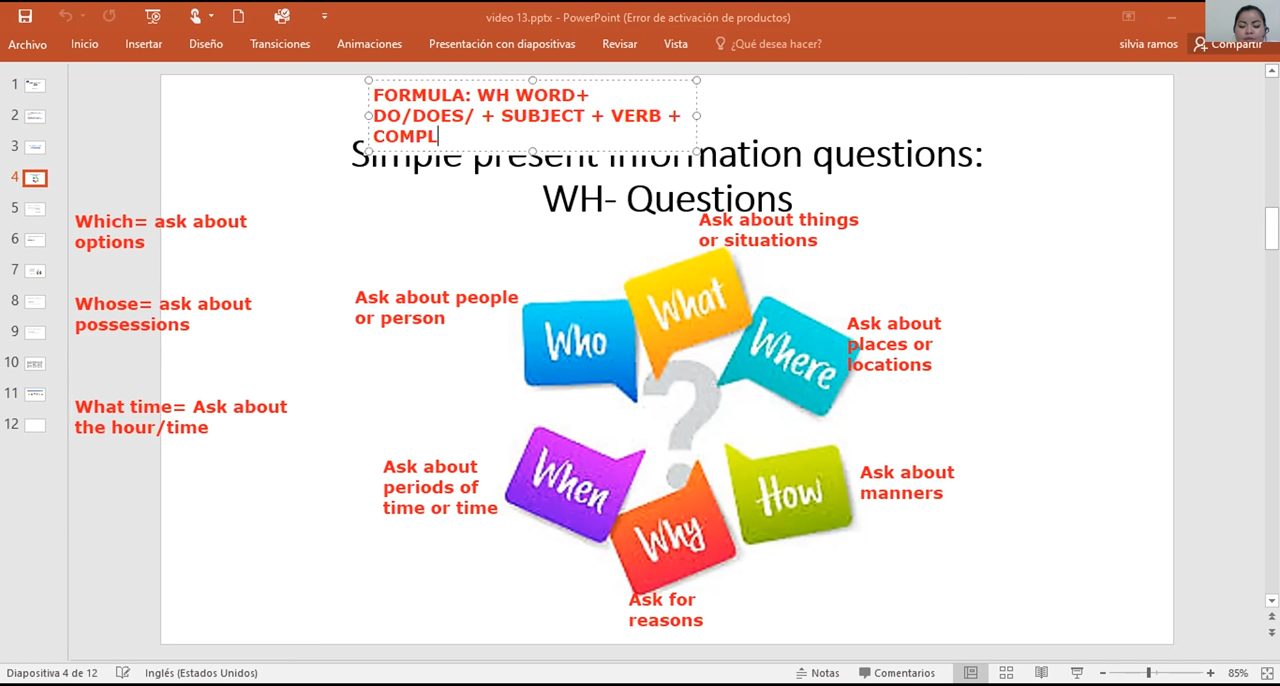 video 13.pptx - PowerPoint (Error de activación de productos)
Archivo
Inicio
Insertar
Diseño
Transiciones
Animaciones
Presentación con diapositivas
Revisar
Vista
¿Qué desea hacer?
silvia ramos
Compartir
1
2
3
4
5
6
7
8
9
10
11
12
FORMULA: WH WORD+
DO/DOES/ + SUBJECT + VERB +
COMPL
Simple present information questions:
WH- Questions
Which= ask about
options
Whose= ask about
possessions
What time= Ask about
the hour/time
Ask about things
or situations
Ask about people
or person
What
Who
Where
Ask about
places or
locations
Ask about
periods of
time or time
When
Why
How
Ask about
manners
Ask for
reasons
Diapositiva 4 de 12
Inglés (Estados Unidos)
Notas
Comentarios
85%